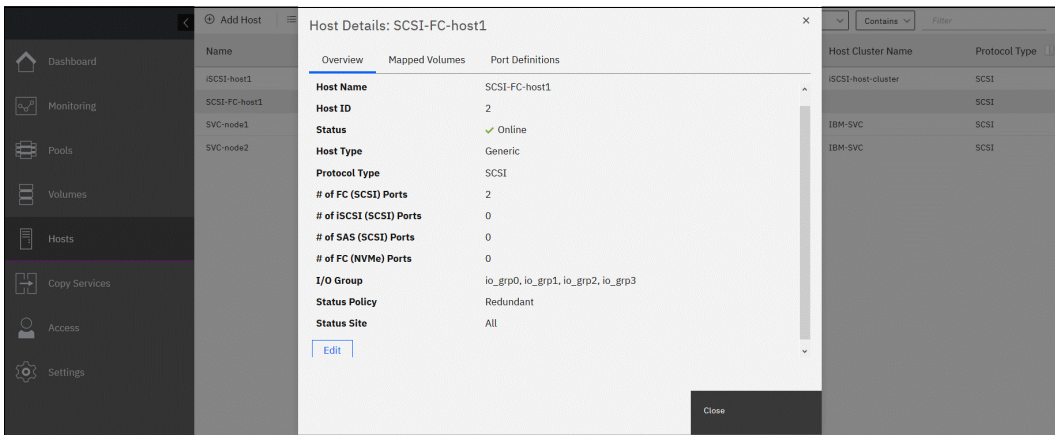 Add Host
Host Details: SCSI-FC-host1
Contains
Filter
Name
Host Cluster Name
Protocol Type
Overview
Mapped Volumes
Port Definitions
Dashboard
Monitoring
Pools
Volumes
Hosts
Copy Services
Access
Settings
iSCSI-host1
iSCSI-host-cluster
SCSI
SCSI-FC-host1
SCSI
SVC-node1
IBM-SVC
SCSI
SVC-node2
IBM-SVC
SCSI
Host Name SCSI-FC-host1
Host ID 2
Status Online
Host Type Generic
Protocol Type SCSI
# of FC (SCSI) Ports 2
# of iSCSI (SCSI) Ports 0
# of SAS (SCSI) Ports 0
# of FC (NVMe) Ports 0
I/O Group io_grp0, io_grp1, io_grp2, io_grp3
Status Policy Redundant
Status Site All
Edit
Close